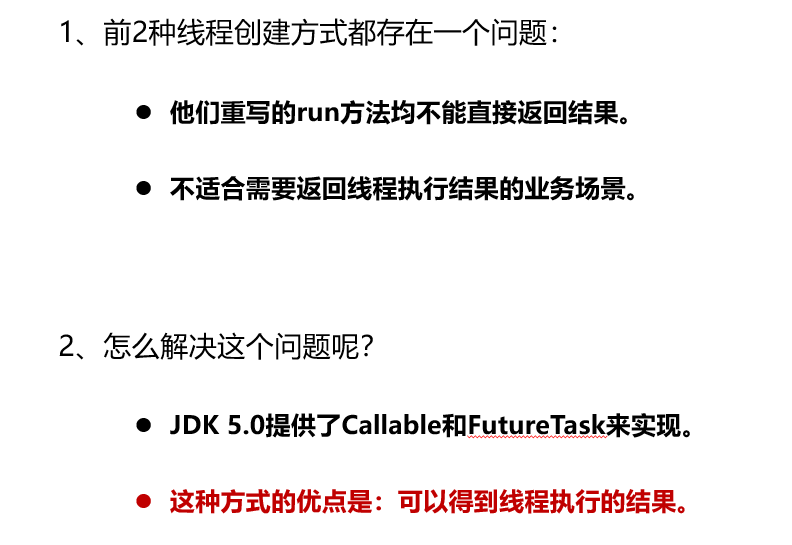 1、前2种线程创建方式都存在一个问题：
● 他们重写的run方法均不能直接返回结果。
● 不适合需要返回线程执行结果的业务场景。
2、怎么解决这个问题呢？
● JDK 5.0提供了Callable和FutureTask来实现。
● 这种方式的优点是：可以得到线程执行的结果。